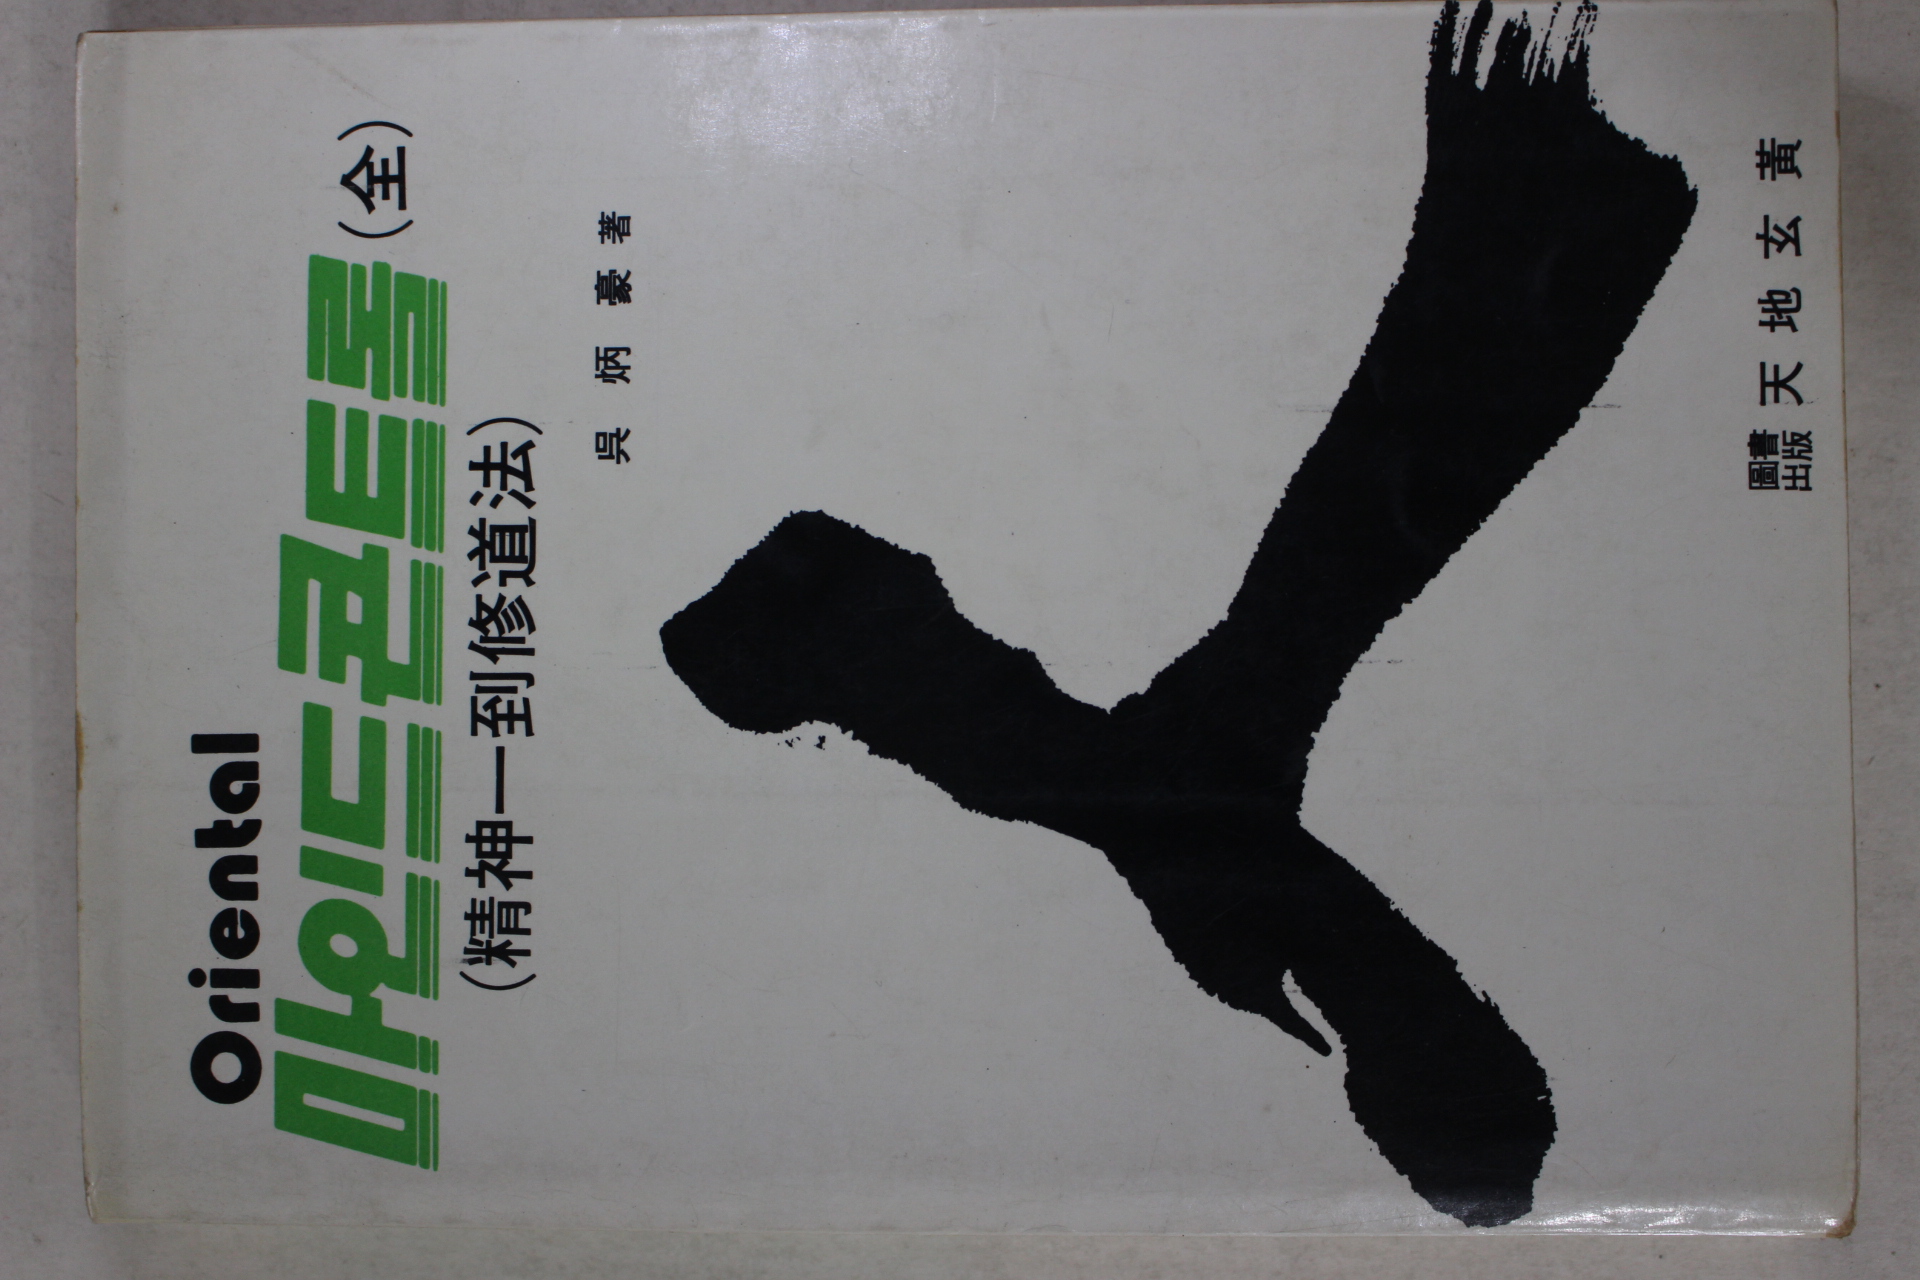 Oriental
마인드콘트롤(全)
(精神一到修道法)
吳炳豪 著
圖書出版 天地玄黃